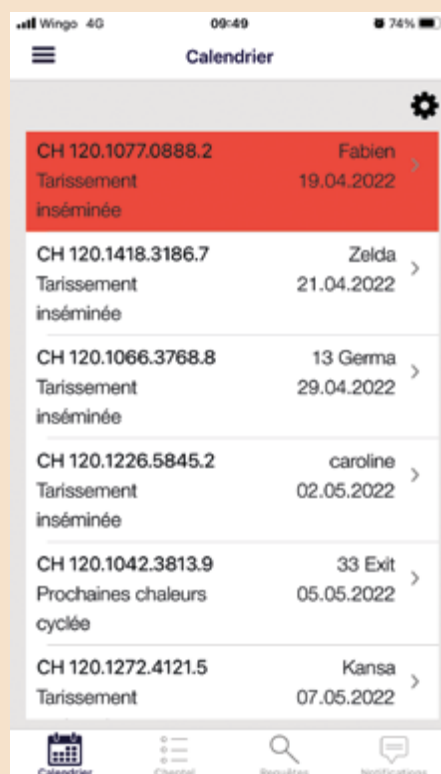 Wingo 4G 09:49 74%
Calendrier
CH 120.1077.0888.2 Fabien
Tarissement 19.04.2022
inséminée
CH 120.1418.3186.7 Zelda
Tarissement 21.04.2022
inséminée
CH 120.1066.3768.8 13 Germa
Tarissement 29.04.2022
inséminée
CH 120.1226.5845.2 caroline
Tarissement 02.05.2022
inséminée
CH 120.1042.3813.9 33 Exit
Prochaines chaleurs 05.05.2022
cyclée
CH 120.1272.4121.5 Kansa
Tarissement 07.05.2022
Calendrier Cheptel Requêtes Notifications